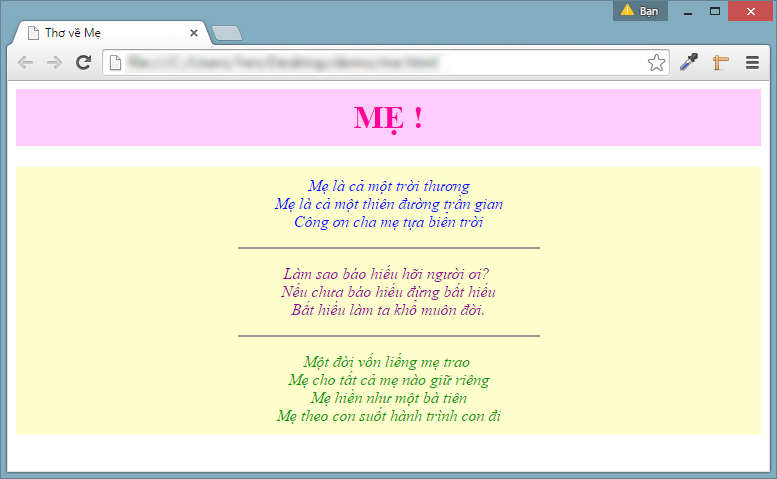 Bạn
Thơ về Mẹ
MẸ !
Mẹ là cả một trời thương
Mẹ là cả một thiên đường trần gian
Công ơn cha mẹ tựa biên trời
Làm sao báo hiếu hỡi người ơi?
Nếu chưa báo hiếu đừng bất hiếu
Bất hiếu làm ta khổ muôn đời.
Một đời vốn liếng mẹ trao
Mẹ cho tất cả mẹ nào giữ riêng
Mẹ hiền như một bà tiên
Mẹ theo con suốt hành trình con đi